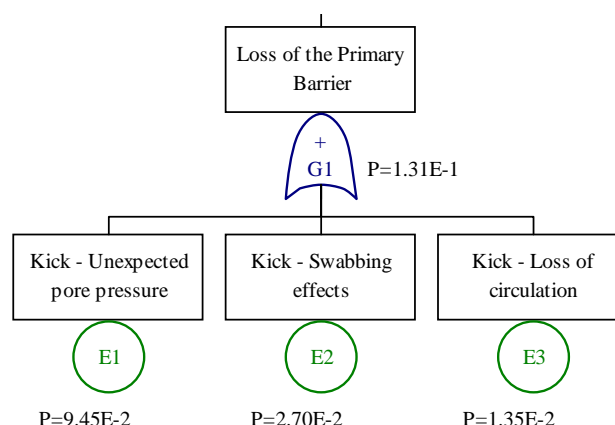 Loss of the Primary
Barrier
+
G1
P=1.31E-1
Kick - Unexpected
pore pressure
Kick - Swabbing
effects
Kick - Loss of
circulation
E1
E2
E3
P=9.45E-2
P=2.70E-2
P=1.35E-2